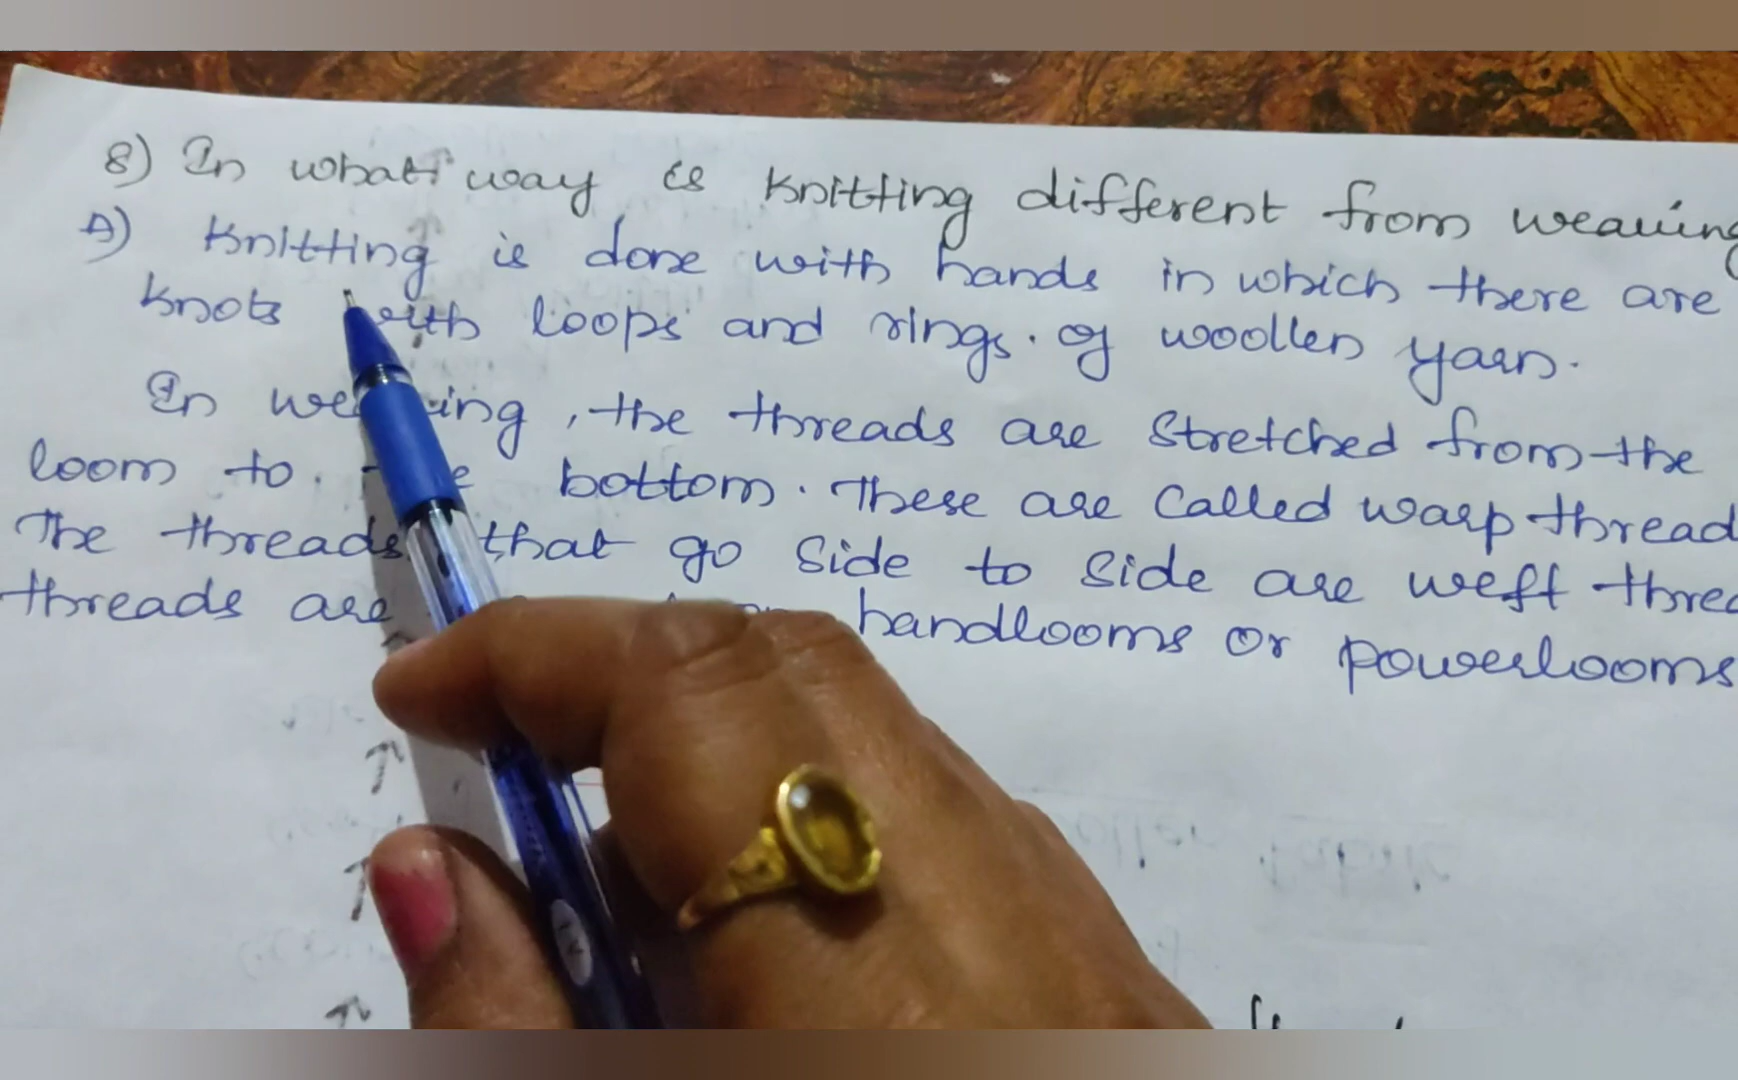 8) In what way is knitting different from weaving
A) Knitting is done with hands in which there are
knots with loops and rings. of woollen yarn.
In weaving, the threads are stretched from the
loom to. the bottom. These are called warp thread
The threads that go side to side are weft threa
threads are handlooms or powerlooms